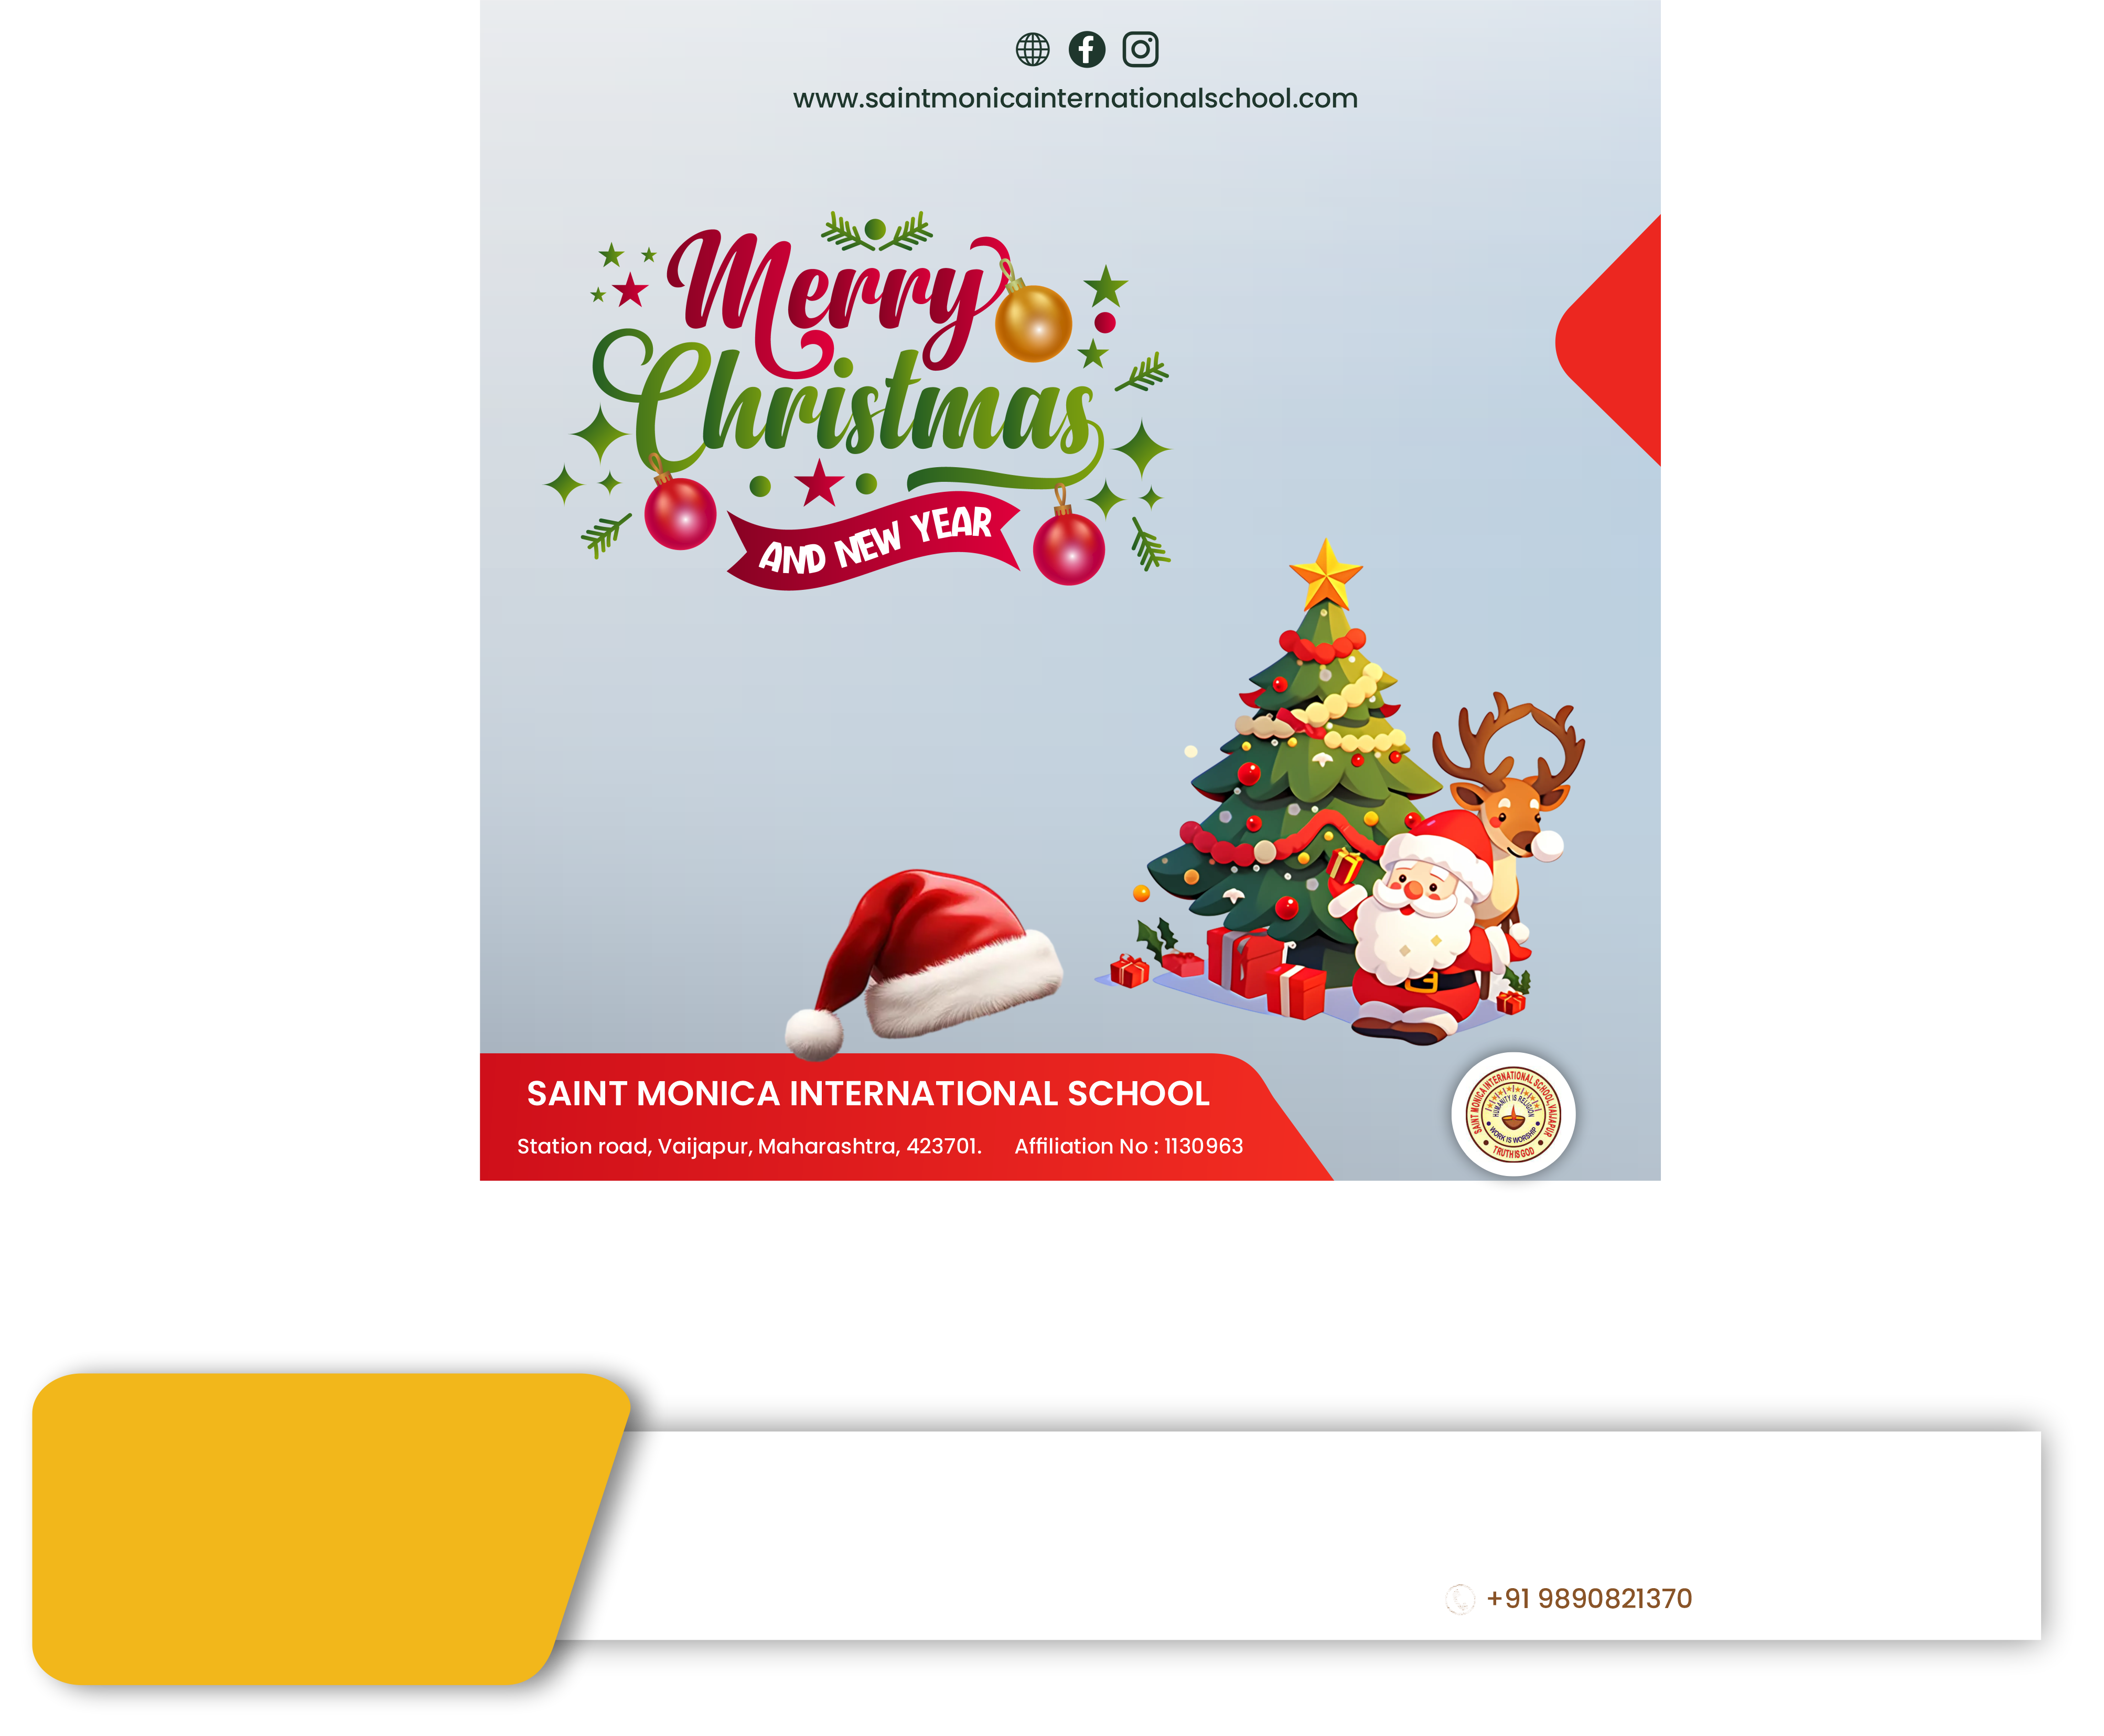 www.saintmonicainternationalschool.com
Merry
Christmas
AND NEW YEAR
SAINT MONICA INTERNATIONAL SCHOOL
Station road, Vaijapur, Maharashtra, 423701. Affiliation No : 1130963
SAINT MONICA INTERNATIONAL SCHOOL, VAIJAPUR
HUMANITY IS RELIGION
WORK IS WORSHIP
TRUTH IS GOD
+91 9890821370